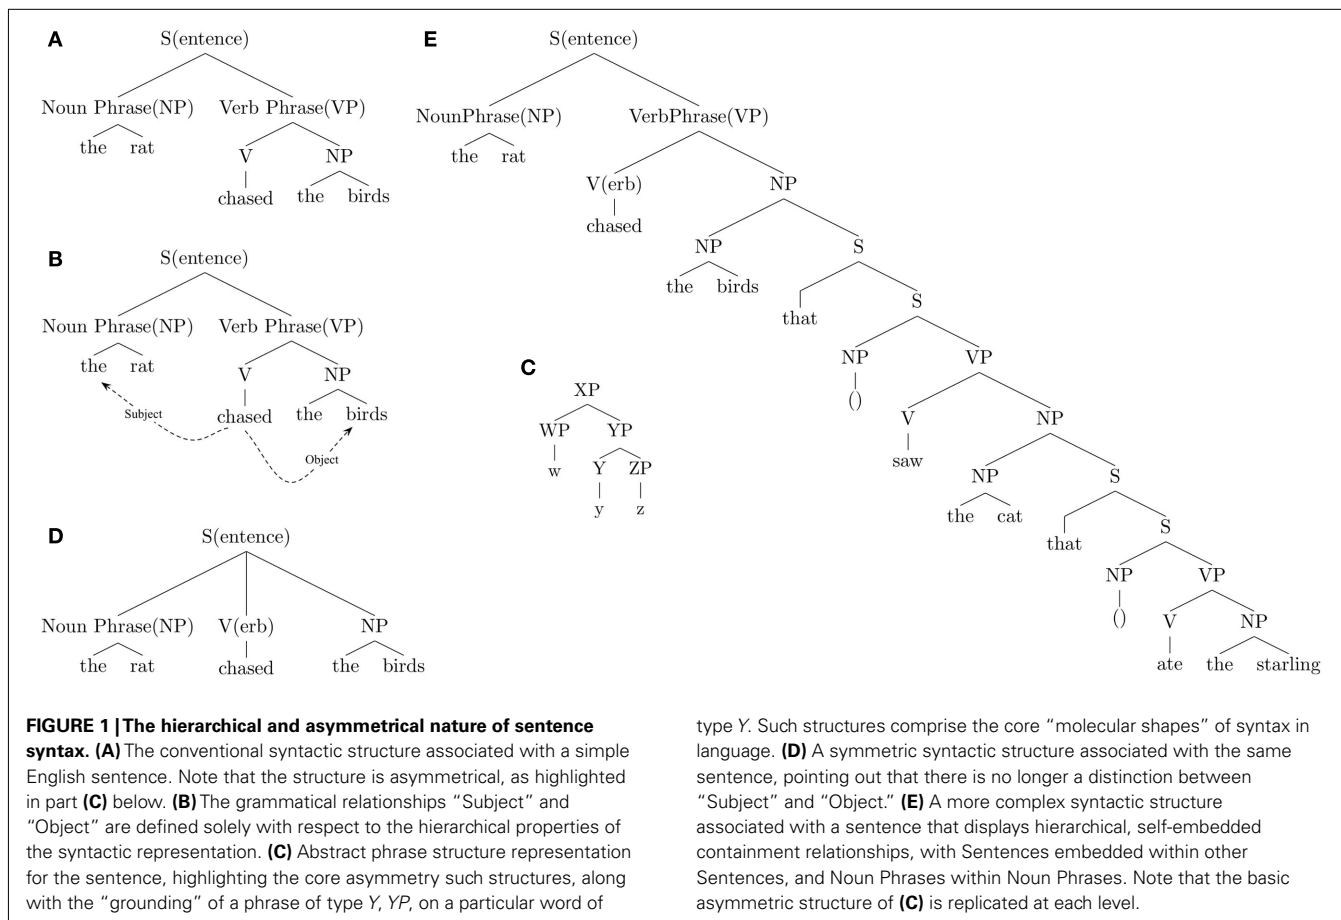 A
S(entence)
Noun Phrase(NP) Verb Phrase(VP)
the rat
V NP
chased the birds
B
S(entence)
Noun Phrase(NP) Verb Phrase(VP)
the rat
V NP
chased the birds
Subject
Object
D
S(entence)
Noun Phrase(NP) V(erb) NP
the rat chased the birds
C
XP
WP YP
w Y ZP
y z
E
S(entence)
NounPhrase(NP) VerbPhrase(VP)
the rat
V(erb) NP
chased
NP S
the birds
that S
NP VP
()
V NP
saw
NP S
the cat
that S
NP VP
()
V NP
ate the starling
FIGURE 1 | The hierarchical and asymmetrical nature of sentence
syntax. (A) The conventional syntactic structure associated with a simple
English sentence. Note that the structure is asymmetrical, as highlighted
in part (C) below. (B) The grammatical relationships “Subject” and
“Object” are defined solely with respect to the hierarchical properties of
the syntactic representation. (C) Abstract phrase structure representation
for the sentence, highlighting the core asymmetry such structures, along
with the “grounding” of a phrase of type Y, YP, on a particular word of
type Y. Such structures comprise the core “molecular shapes” of syntax in
language. (D) A symmetric syntactic structure associated with the same
sentence, pointing out that there is no longer a distinction between
“Subject” and “Object.” (E) A more complex syntactic structure
associated with a sentence that displays hierarchical, self-embedded
containment relationships, with Sentences embedded within other
Sentences, and Noun Phrases within Noun Phrases. Note that the basic
asymmetric structure of (C) is replicated at each level.